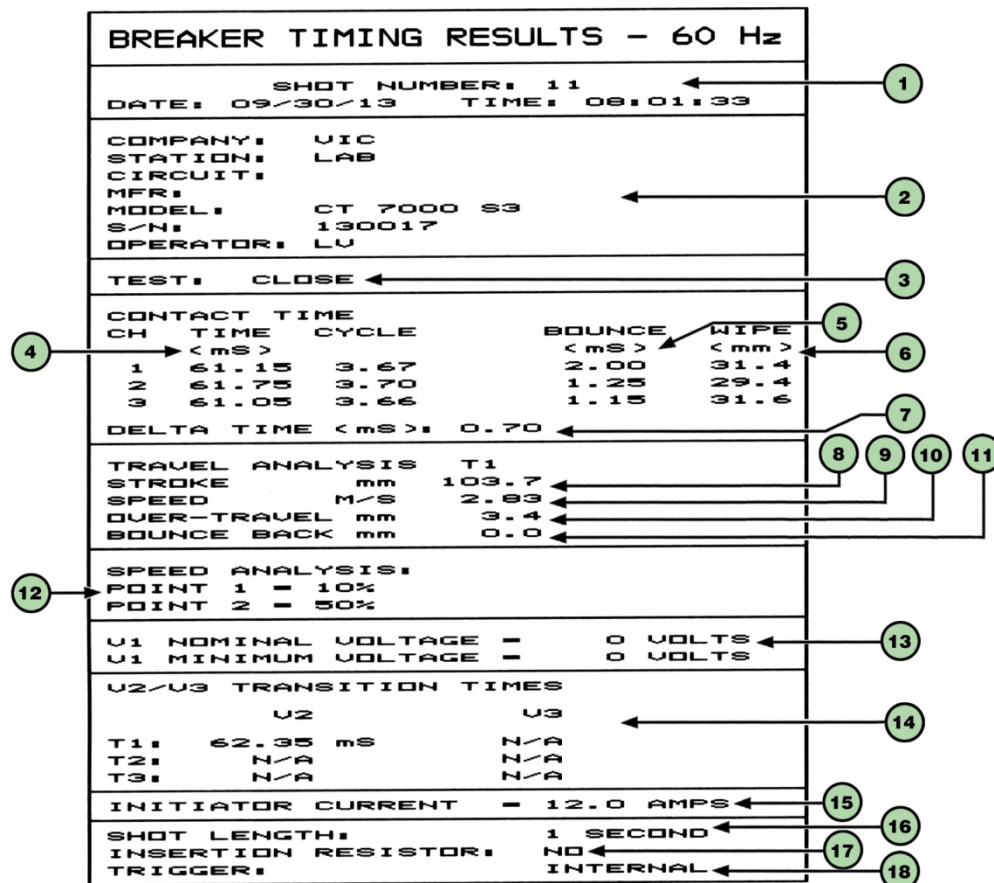 BREAKER TIMING RESULTS - 60 Hz
SHOT NUMBER: 11
DATE: 09/30/13 TIME: 08:01:33
1
COMPANY: VIC
STATION: LAB
CIRCUIT:
MFR:
MODEL: CT 7000 S3
S/N: 130017
OPERATOR: LV
2
TEST: CLOSE
3
CONTACT TIME
CH TIME CYCLE BOUNCE WIPE
<mS> <mS> <mm>
1 61.15 3.67 2.00 31.4
2 61.75 3.70 1.25 29.4
3 61.05 3.66 1.15 31.6
4
5
6
DELTA TIME <mS>: 0.70
7
TRAVEL ANALYSIS T1
STROKE mm 103.7
SPEED M/S 2.83
OVER-TRAVEL mm 3.4
BOUNCE BACK mm 0.0
8 9 10 11
SPEED ANALYSIS:
POINT 1 = 10%
POINT 2 = 50%
12
V1 NOMINAL VOLTAGE = 0 VOLTS
V1 MINIMUM VOLTAGE = 0 VOLTS
13
V2/V3 TRANSITION TIMES
V2 V3
T1: 62.35 mS N/A
T2: N/A N/A
T3: N/A N/A
14
INITIATOR CURRENT = 12.0 AMPS
15
SHOT LENGTH: 1 SECOND
INSERTION RESISTOR: NO
TRIGGER: INTERNAL
16
17
18